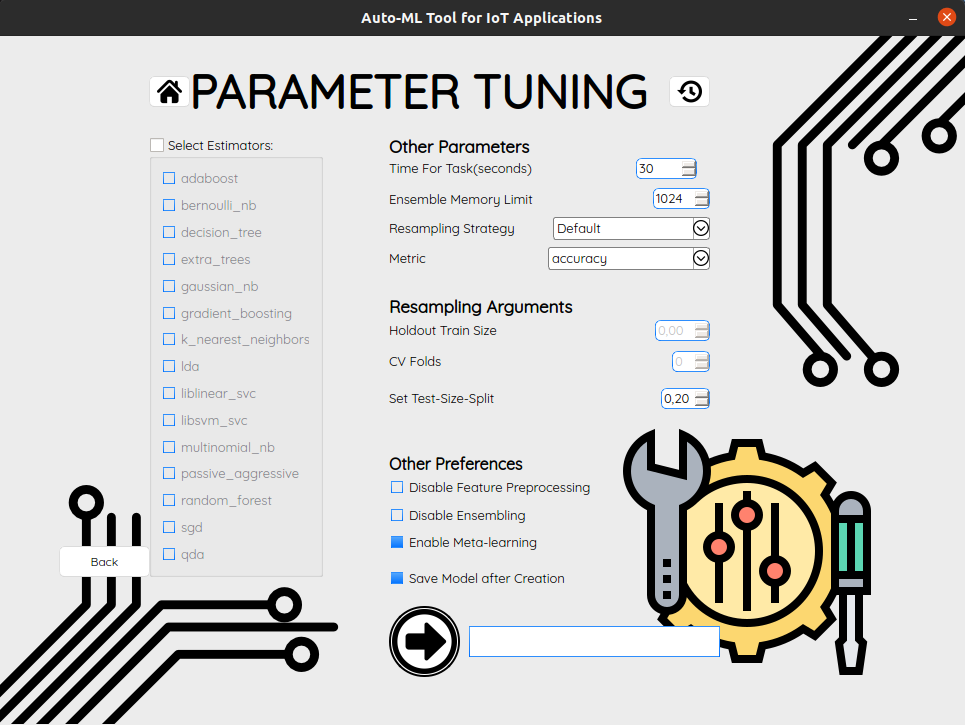 Auto-ML Tool for IoT Applications
PARAMETER TUNING
Select Estimators:
adaboost
bernoulli_nb
decision_tree
extra_trees
gaussian_nb
gradient_boosting
k_nearest_neighbors
lda
liblinear_svc
libsvm_svc
multinomial_nb
passive_aggressive
random_forest
sgd
qda
Back
Other Parameters
Time For Task(seconds) 30
Ensemble Memory Limit 1024
Resampling Strategy Default
Metric accuracy
Resampling Arguments
Holdout Train Size 0,00
CV Folds 0
Set Test-Size-Split 0,20
Other Preferences
Disable Feature Preprocessing
Disable Ensembling
Enable Meta-learning
Save Model after Creation